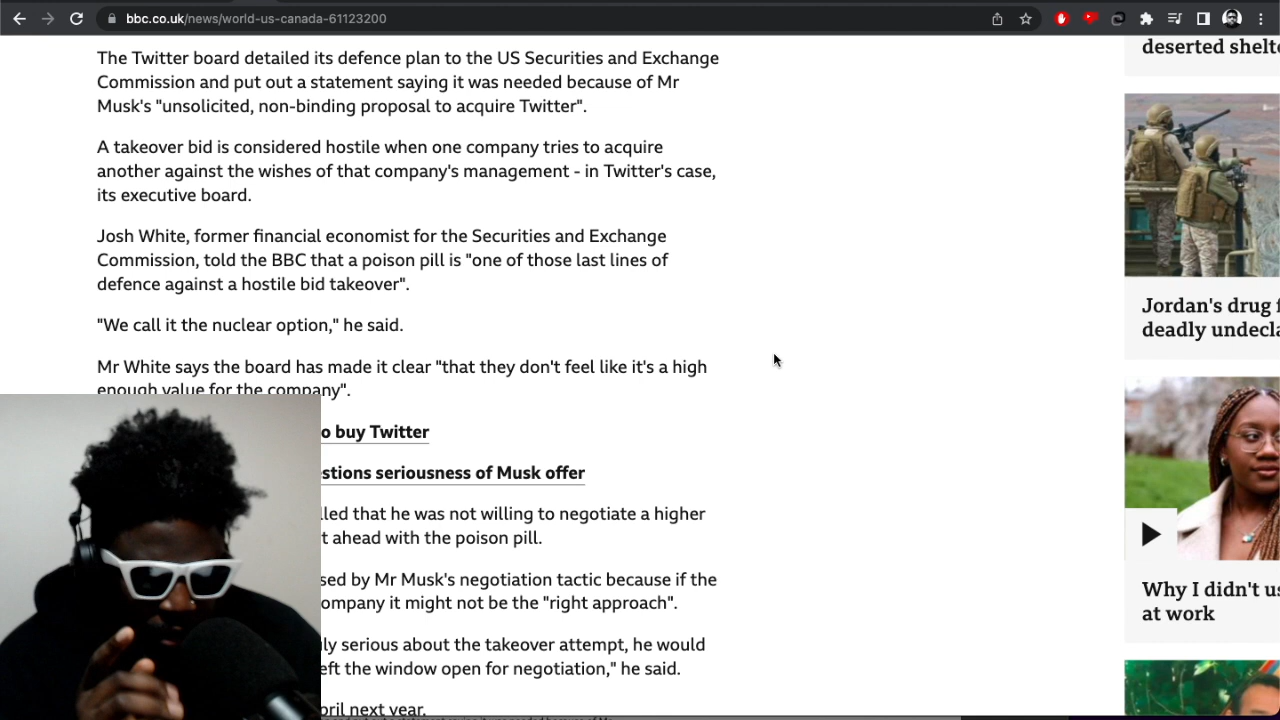 bbc.co.uk/news/world-us-canada-61123200
The Twitter board detailed its defence plan to the US Securities and Exchange
Commission and put out a statement saying it was needed because of Mr
Musk's "unsolicited, non-binding proposal to acquire Twitter".
A takeover bid is considered hostile when one company tries to acquire
another against the wishes of that company's management - in Twitter's case,
its executive board.
Josh White, former financial economist for the Securities and Exchange
Commission, told the BBC that a poison pill is "one of those last lines of
defence against a hostile bid takeover".
"We call it the nuclear option," he said.
Mr White says the board has made it clear "that they don't feel like it's a high
enough value for the company".
o buy Twitter
stions seriousness of Musk offer
lled that he was not willing to negotiate a higher
t ahead with the poison pill.
sed by Mr Musk's negotiation tactic because if the
ompany it might not be the "right approach".
ly serious about the takeover attempt, he would
eft the window open for negotiation," he said.
pril next year.
deserted shelt
Jordan's drug f
deadly undecla
Why I didn't us
at work